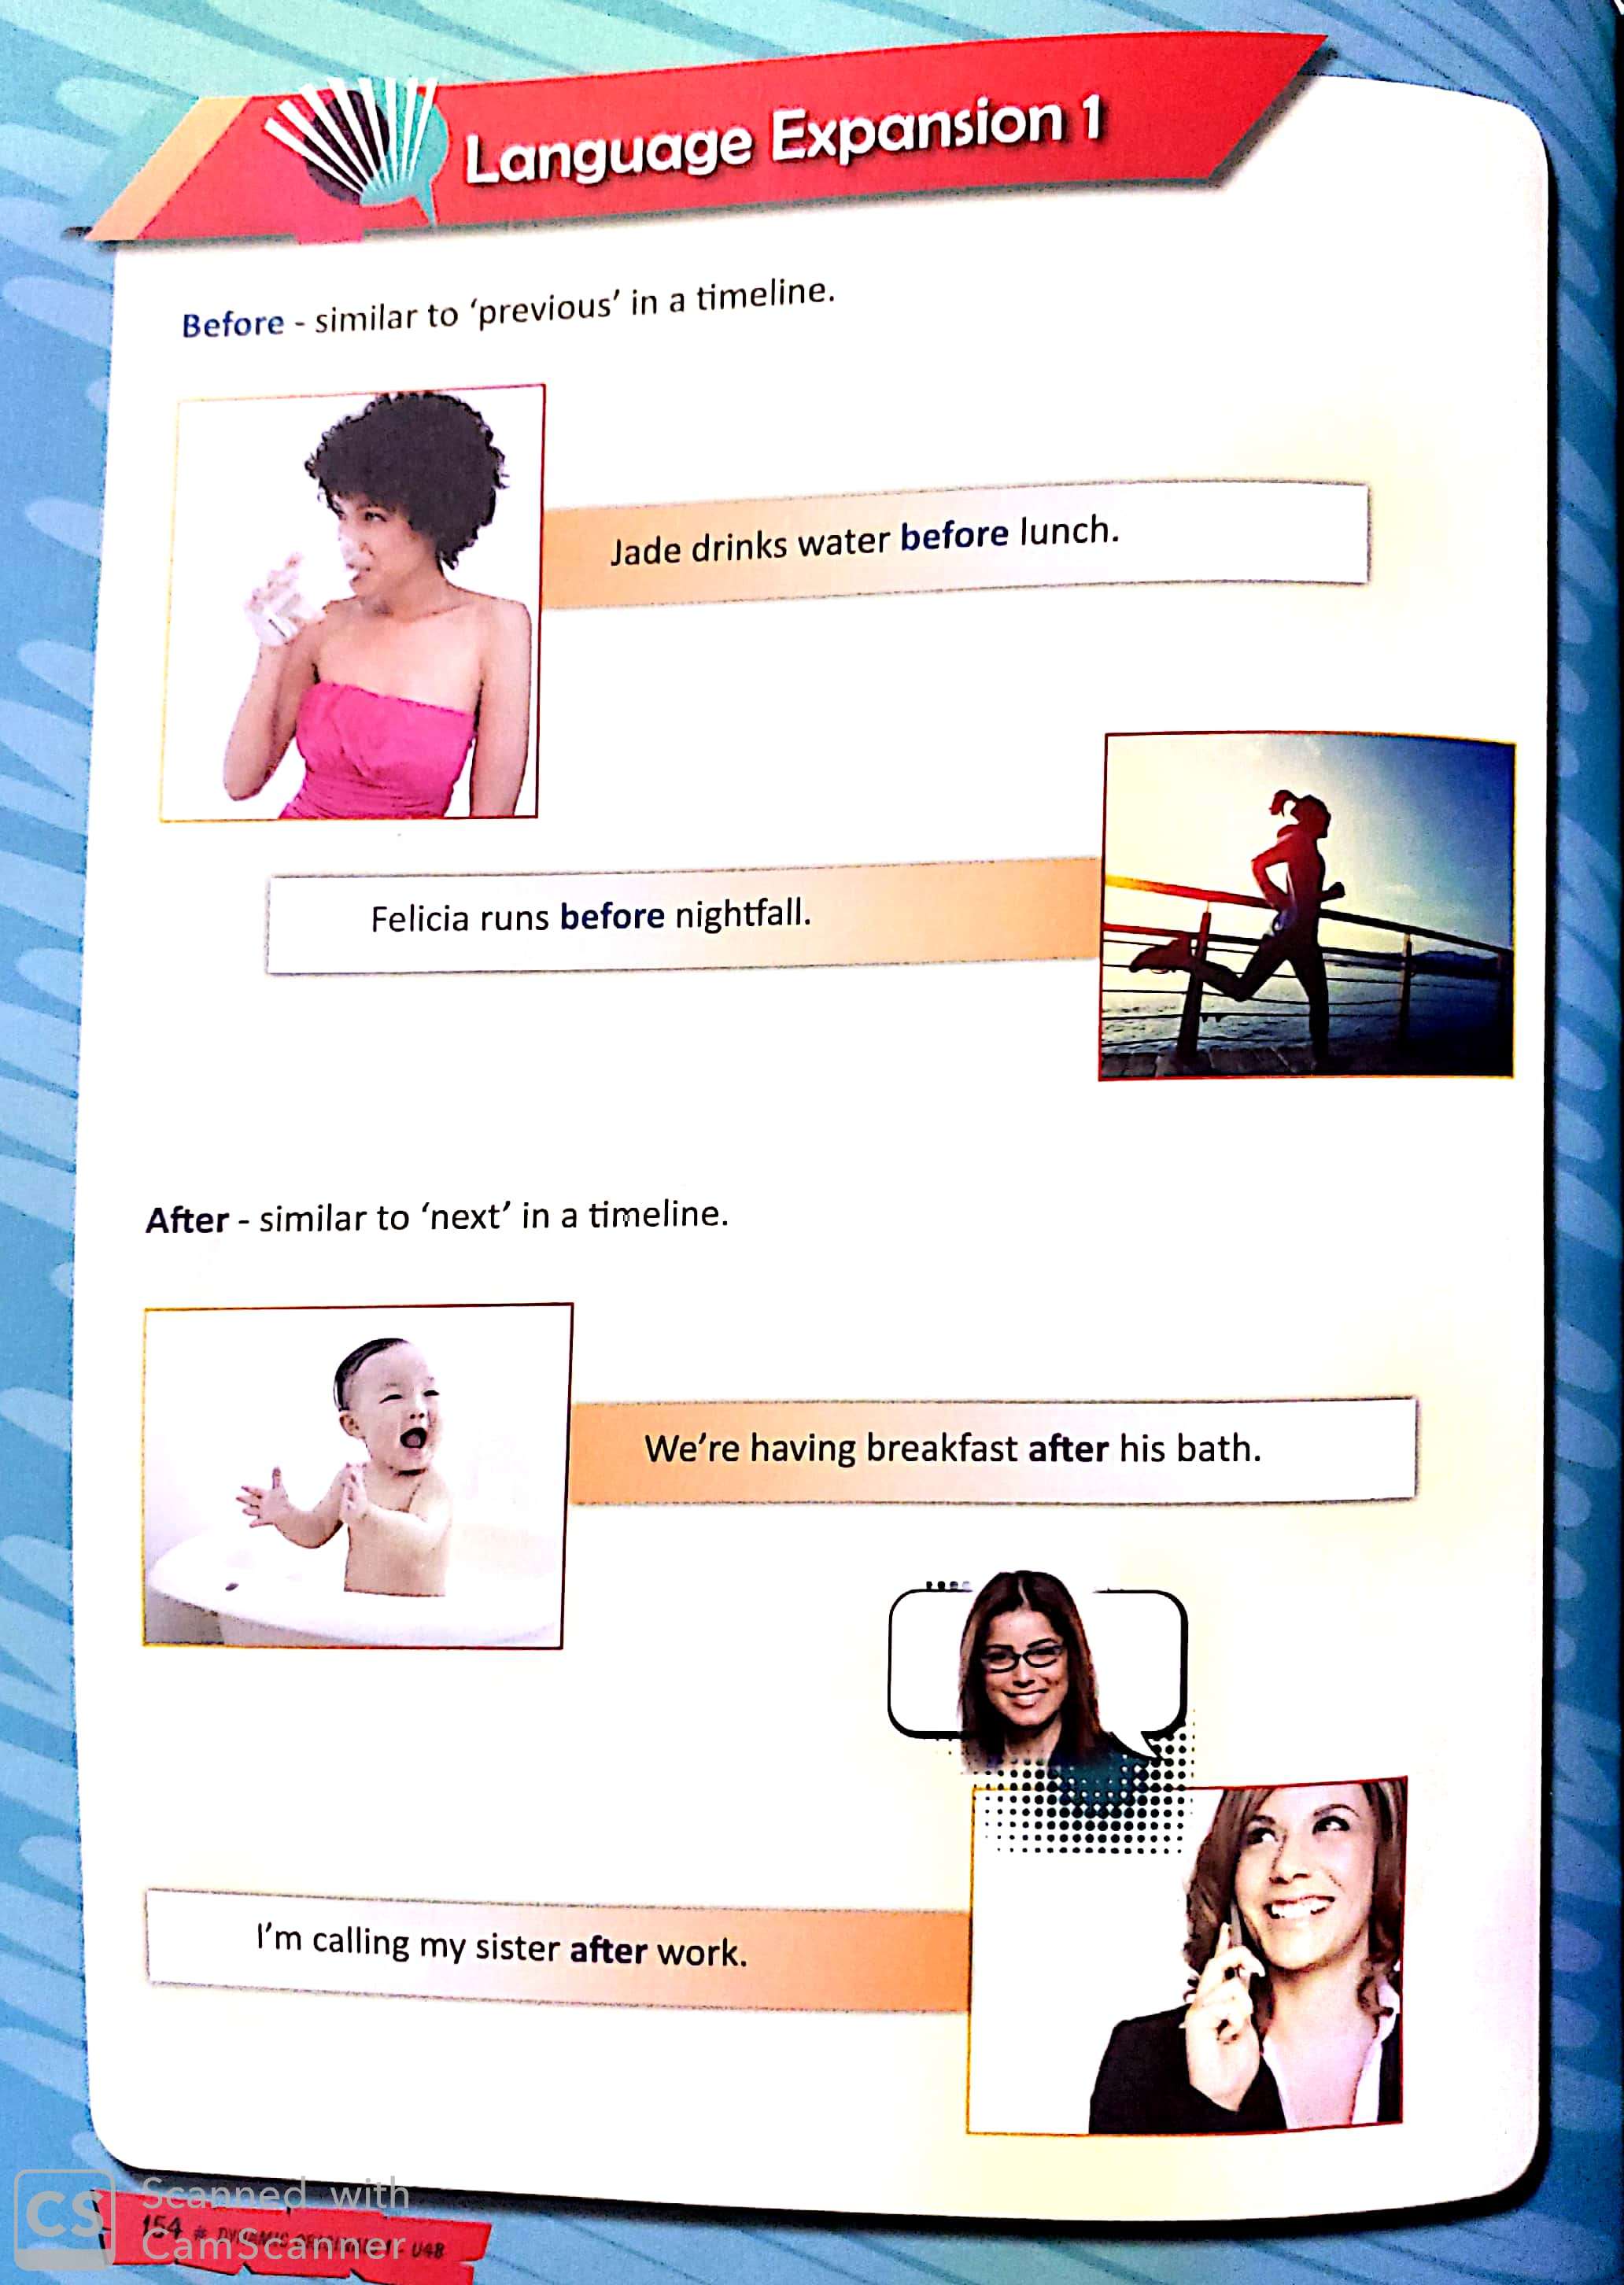 Language Expansion 1
Before - similar to ‘previous’ in a timeline.
Jade drinks water before lunch.
Felicia runs before nightfall.
After - similar to ‘next’ in a timeline.
We’re having breakfast after his bath.
I’m calling my sister after work.
CS
Scanned with
CamScanner
154 # U48